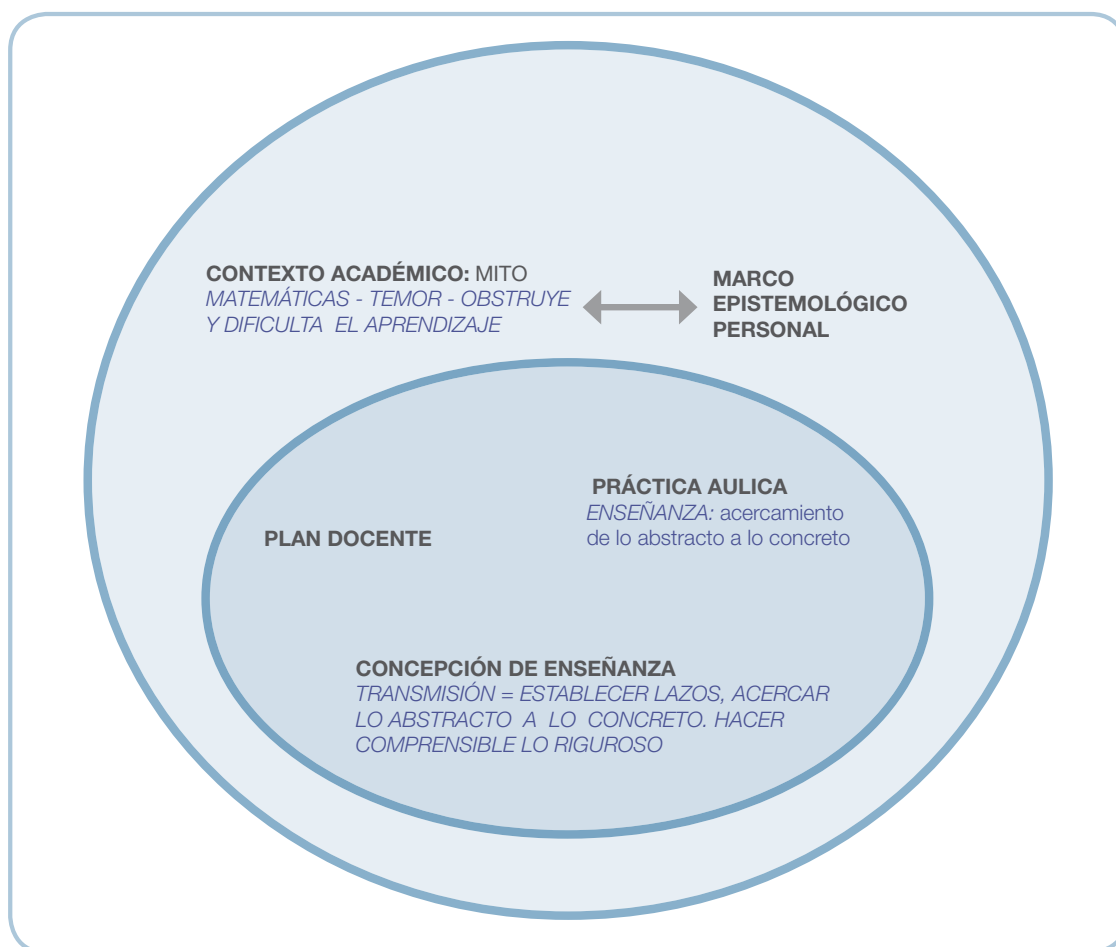 CONTEXTO ACADÉMICO: MITO
MATEMÁTICAS - TEMOR - OBSTRUYE
Y DIFICULTA EL APRENDIZAJE
MARCO
EPISTEMOLÓGICO
PERSONAL
PRÁCTICA AULICA
ENSEÑANZA: acercamiento
de lo abstracto a lo concreto
PLAN DOCENTE
CONCEPCIÓN DE ENSEÑANZA
TRANSMISIÓN = ESTABLECER LAZOS, ACERCAR
LO ABSTRACTO A LO CONCRETO. HACER
COMPRENSIBLE LO RIGUROSO